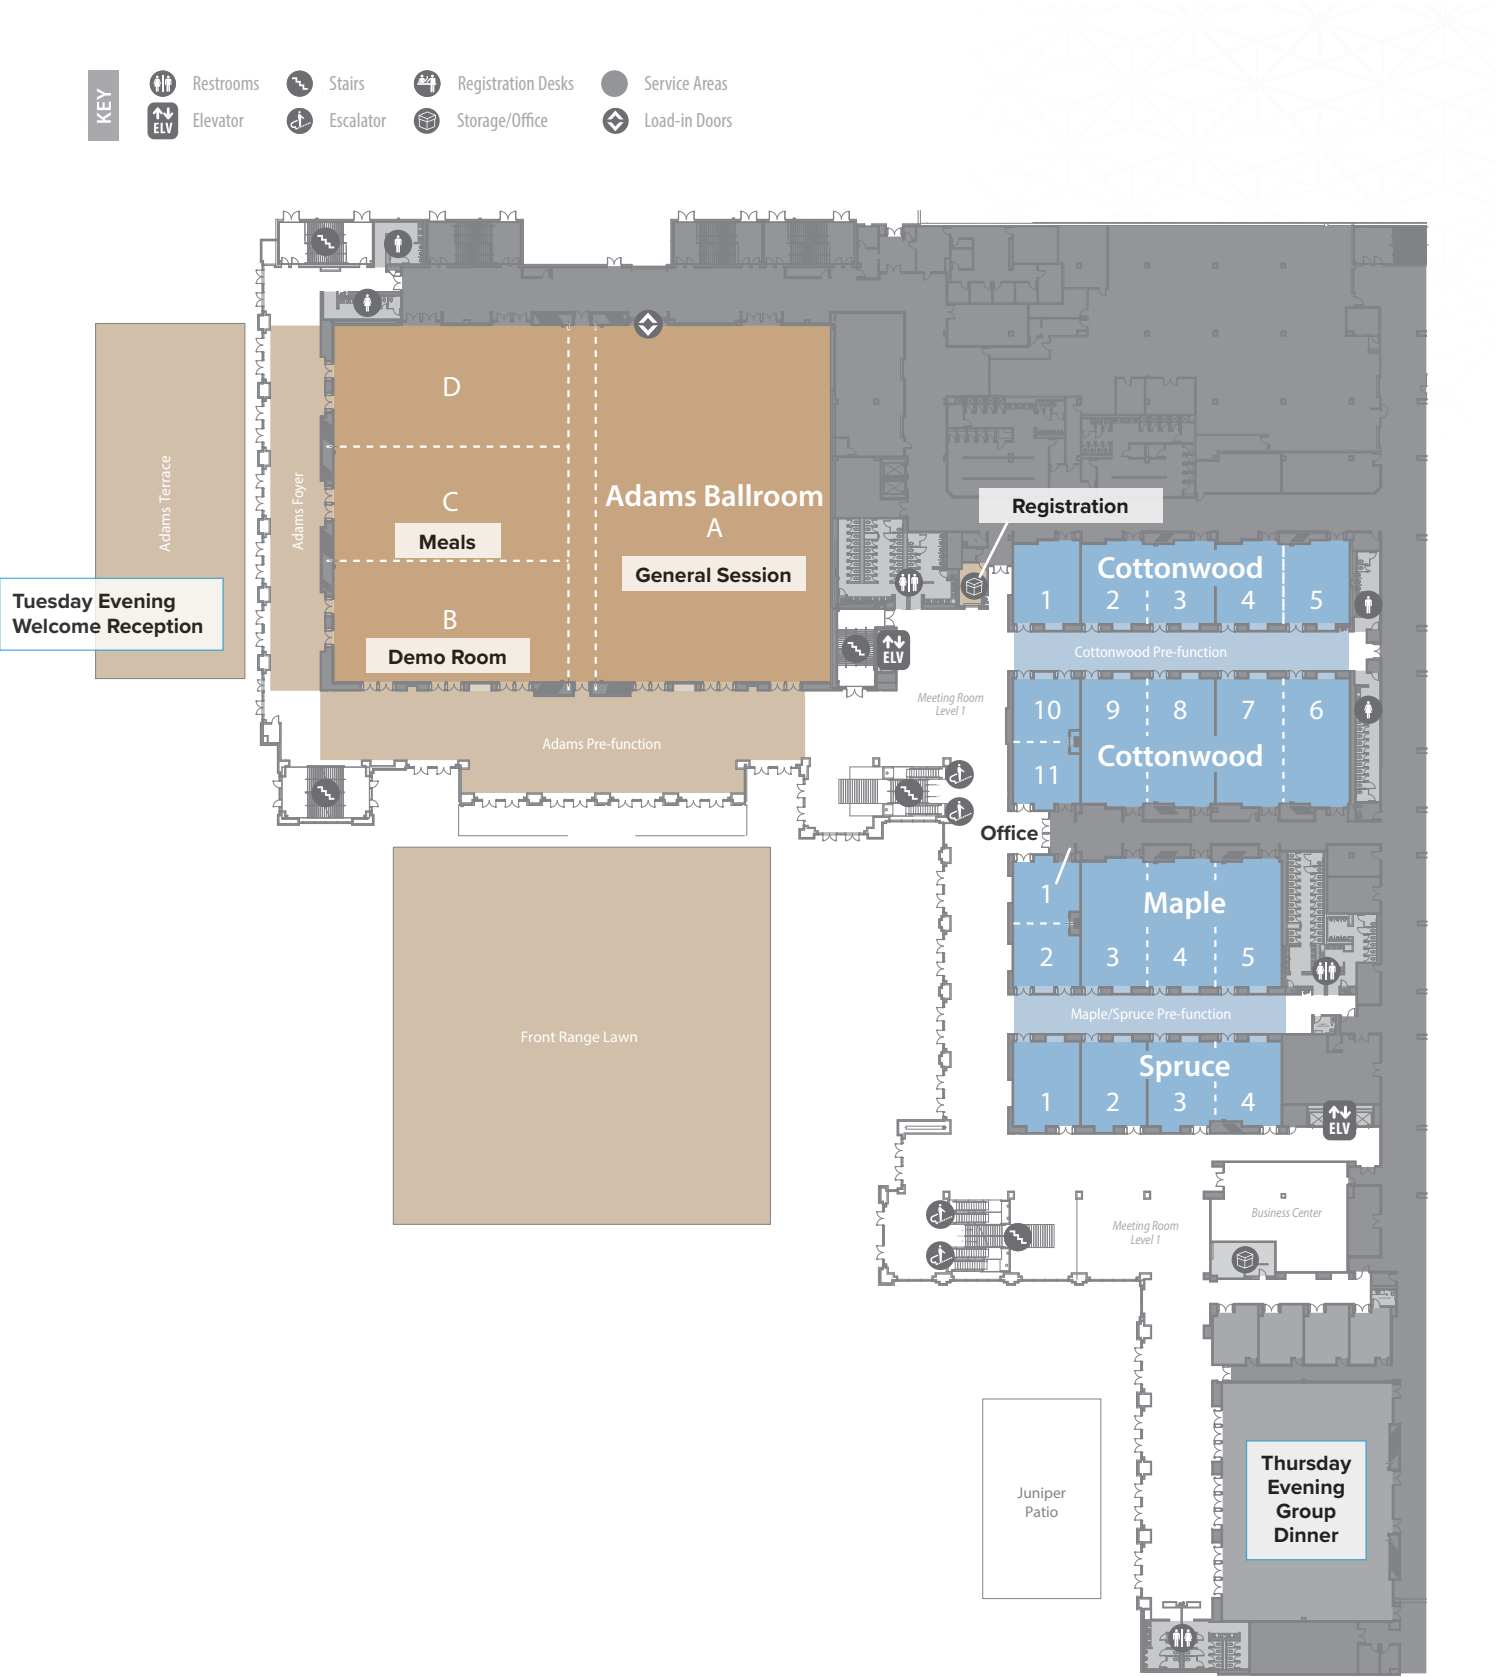 KEY
Restrooms
Stairs
Registration Desks
Service Areas
ELV
Elevator
Escalator
Storage/Office
Load-in Doors
D
Adams Terrace
Adams Foyer
C
Meals
Adams Ballroom
A
General Session
Registration
Cottonwood
1 2 3 4 5
Tuesday Evening
Welcome Reception
B
Demo Room
ELV
Cottonwood Pre-function
Meeting Room
Level 1
10 9 8 7 6
Adams Pre-function
Cottonwood
11
Office
1
Maple
2 3 4 5
Maple/Spruce Pre-function
Front Range Lawn
Spruce
1 2 3 4
ELV
Meeting Room
Level 1
Business Center
Juniper
Patio
Thursday
Evening
Group
Dinner